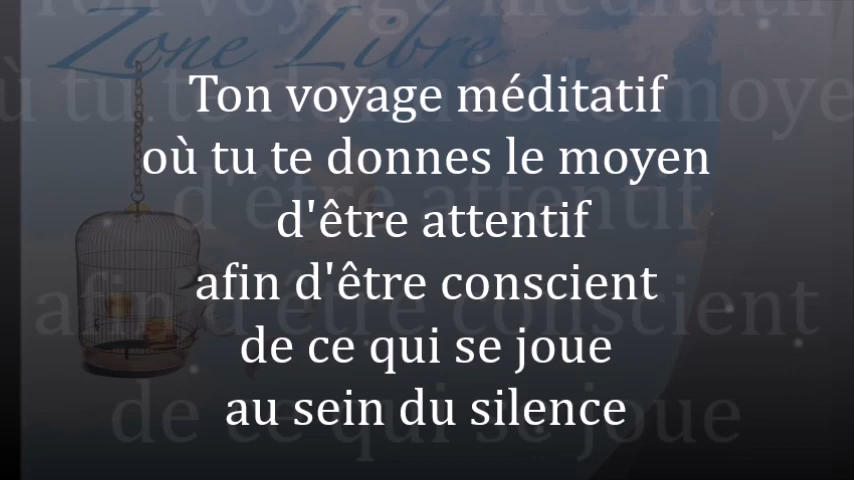 Zone Libre
Ton voyage méditatif
où tu te donnes le moyen
d'être attentif
afin d'être conscient
de ce qui se joue
au sein du silence